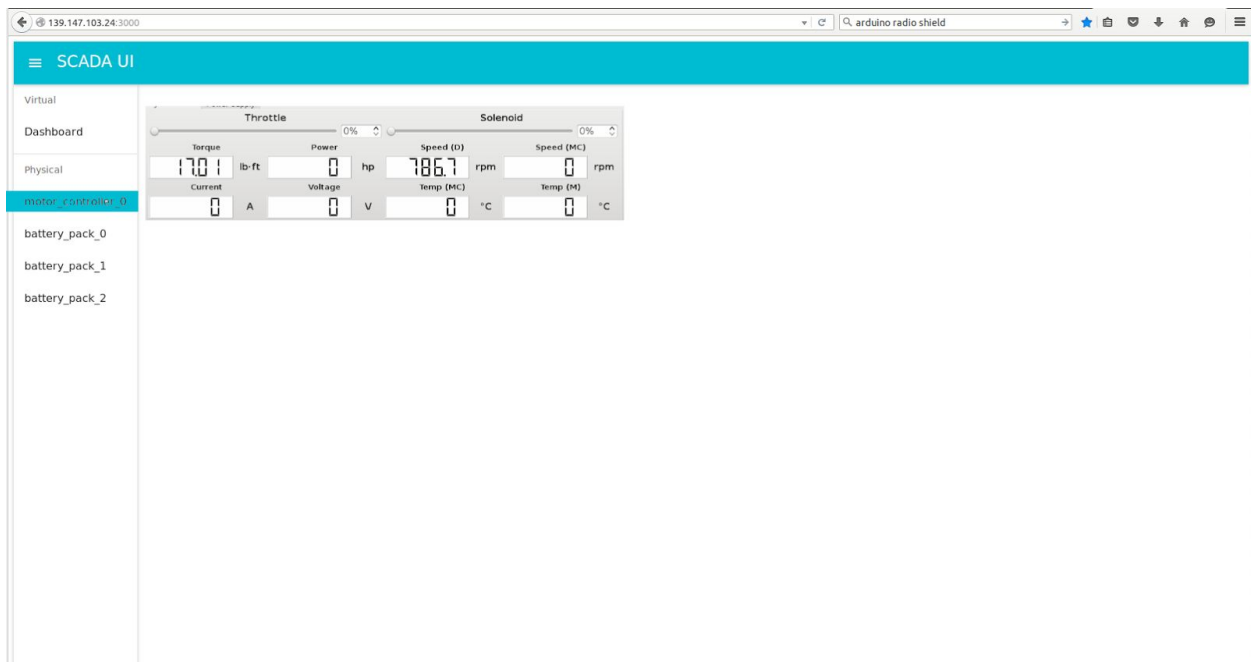 139.147.103.24:3000
arduino radio shield
SCADA UI
Virtual
Dashboard
Physical
motor_controller_0
battery_pack_0
battery_pack_1
battery_pack_2
Throttle Solenoid
0% 0%
Torque Power Speed (D) Speed (MC)
17.01 lb-ft 0 hp 786.7 rpm 0 rpm
Current Voltage Temp (MC) Temp (M)
0 A 0 V 0 °C 0 °C